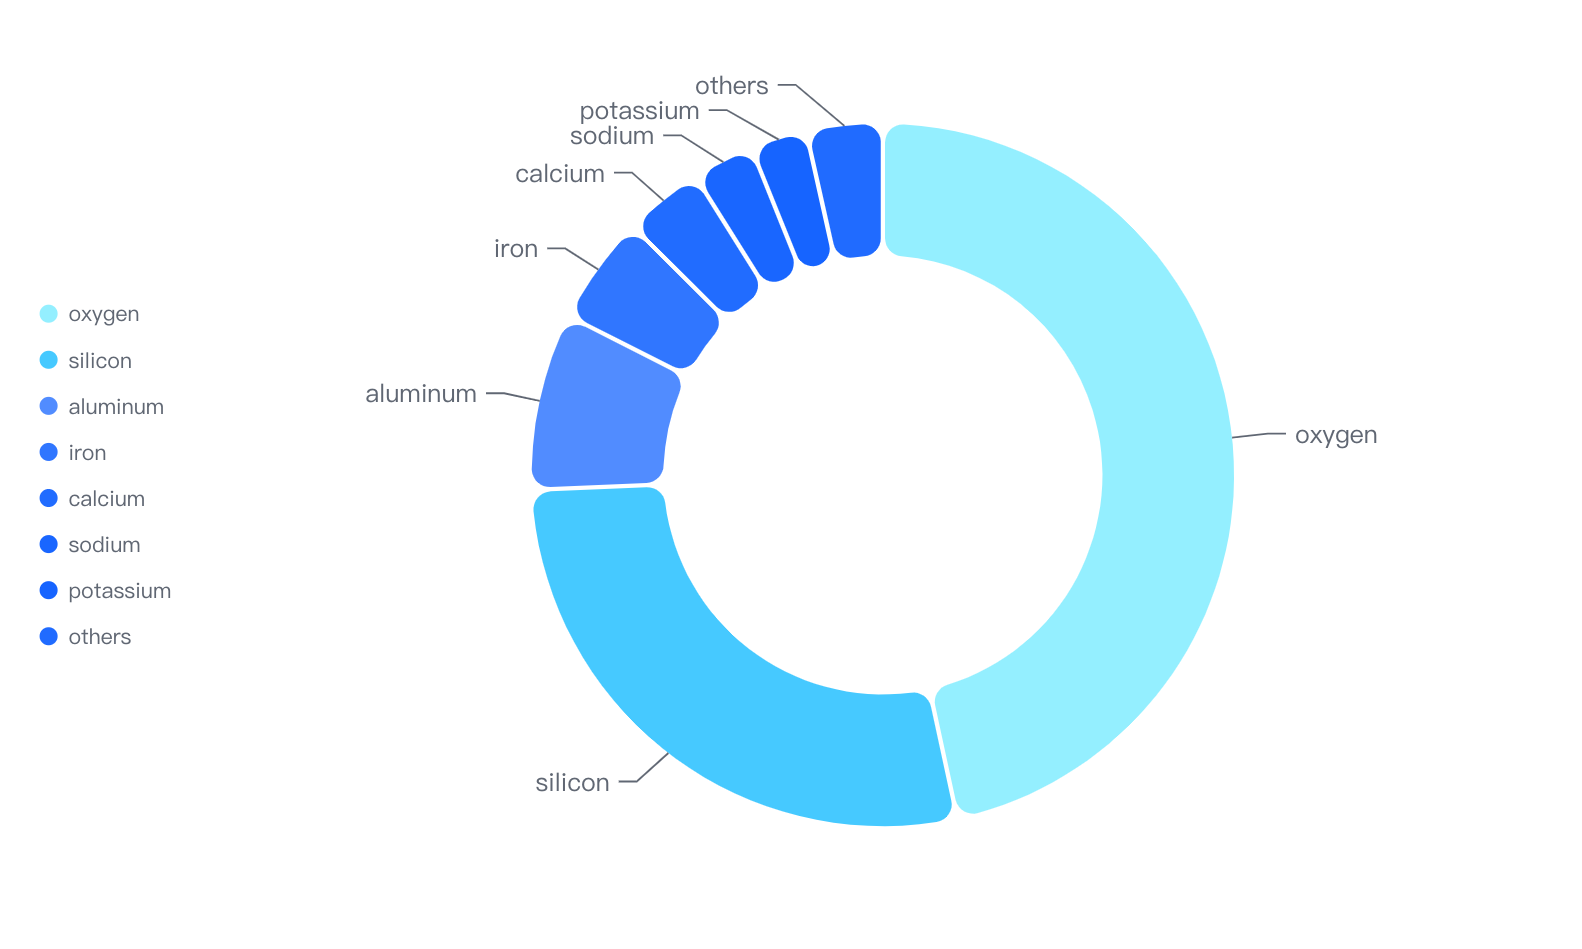 oxygen
silicon
aluminum
iron
calcium
sodium
potassium
others
others
potassium
sodium
calcium
iron
aluminum
oxygen
silicon